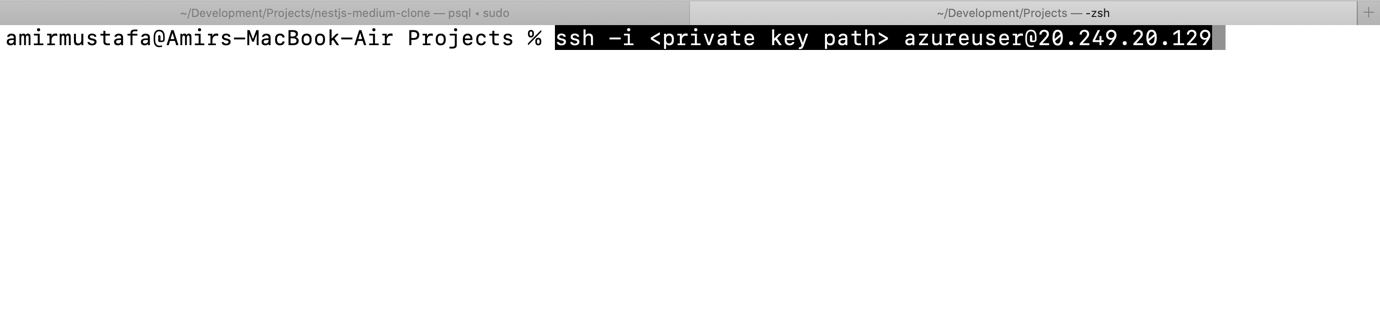 ~/Development/Projects/nestjs-medium-clone — psql • sudo
~/Development/Projects — -zsh
+
amirmustafa@Amirs-MacBook-Air Projects % ssh -i <private key path> azureuser@20.249.20.129